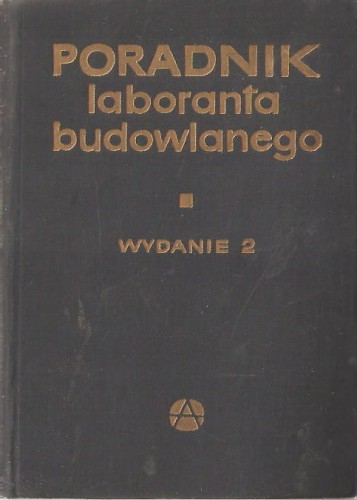 PORADNIK
laboranta
budowlanego
WYDANIE 2
A